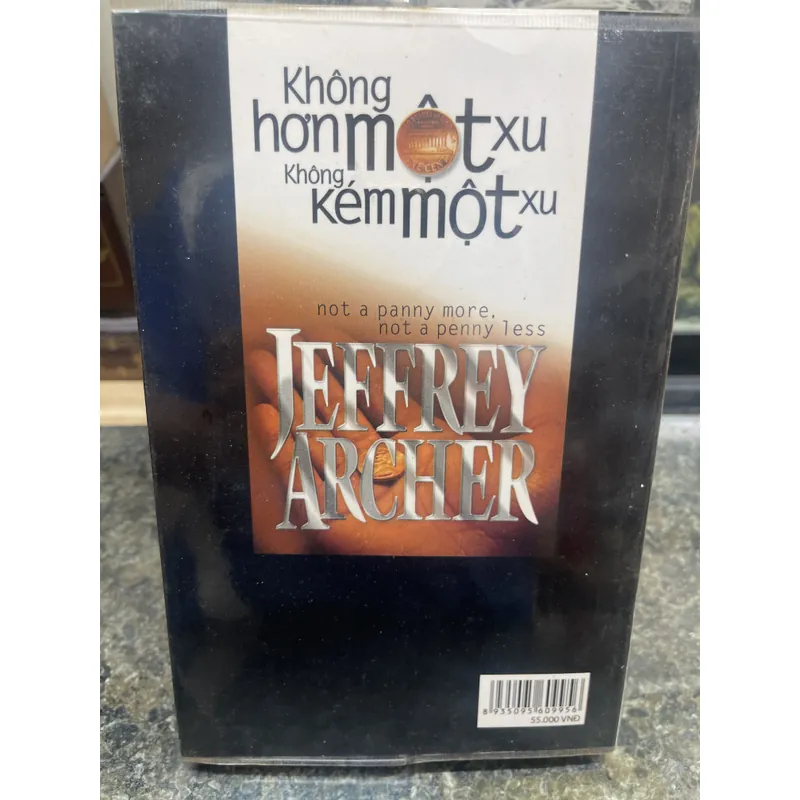 Không
hơn một xu
Không
kém một xu
not a panny more,
not a penny less
JEFFREY
ARCHER
8 935095 609956
55.000 VNĐ